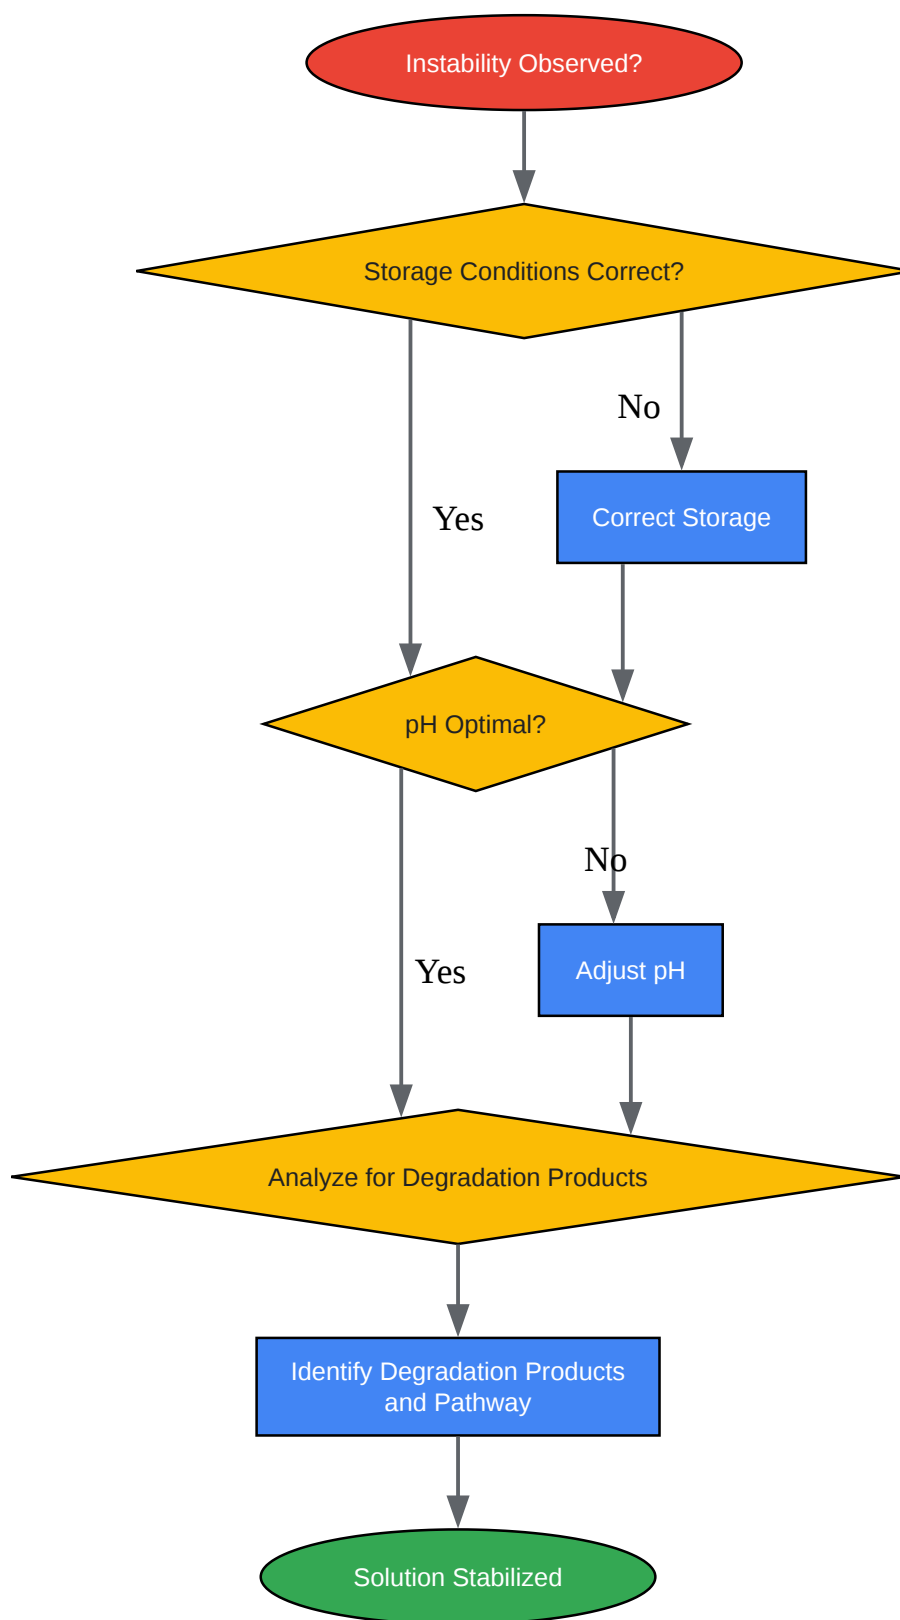 Instability Observed?
Storage Conditions Correct?
No
Yes
Correct Storage
pH Optimal?
No
Yes
Adjust pH
Analyze for Degradation Products
Identify Degradation Products
and Pathway
Solution Stabilized